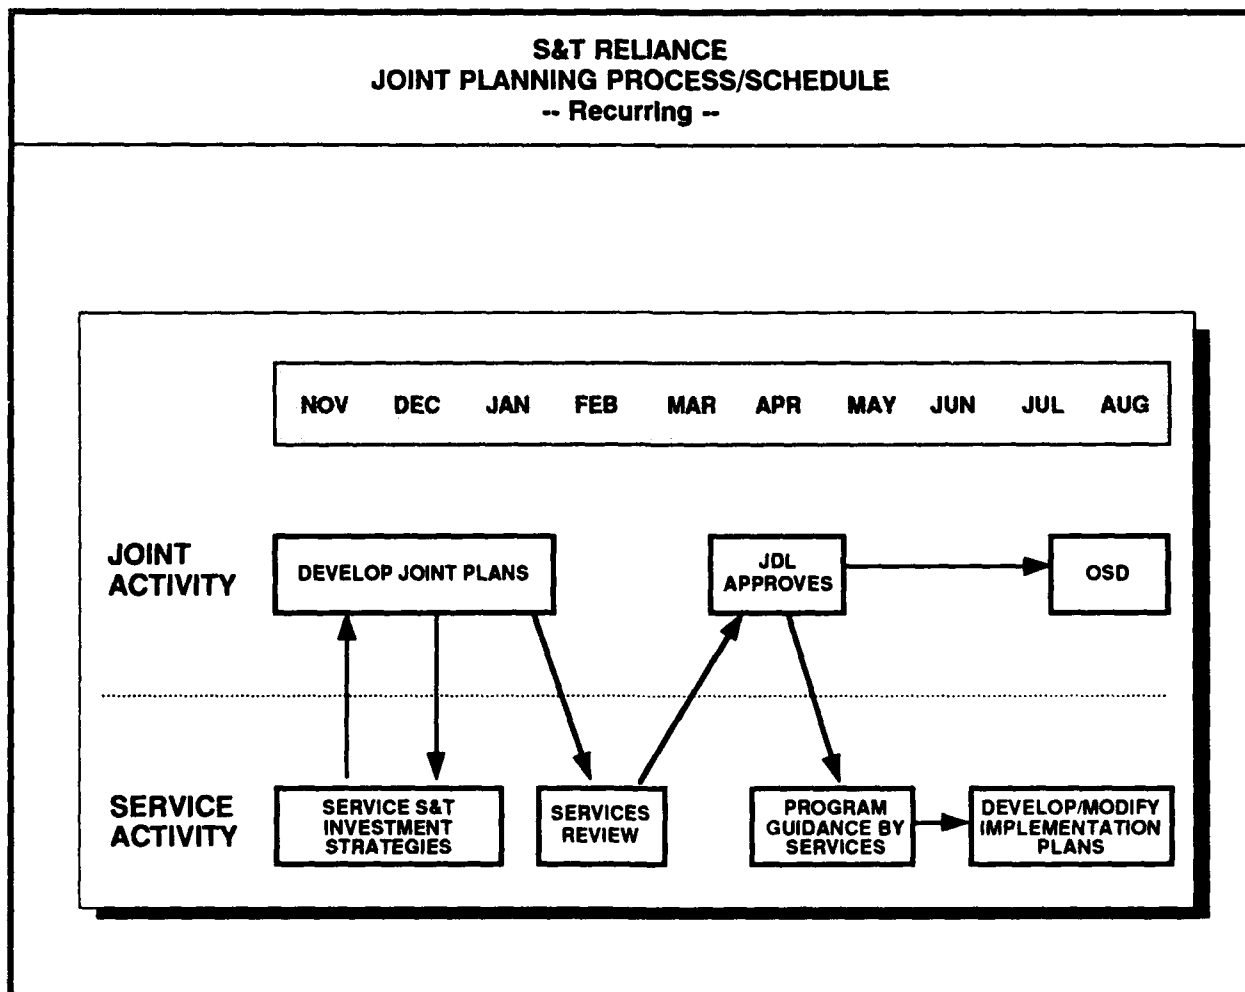 S&T RELIANCE
JOINT PLANNING PROCESS/SCHEDULE
-- Recurring --
NOV DEC JAN FEB MAR APR MAY JUN JUL AUG
JOINT
ACTIVITY
DEVELOP JOINT PLANS
JDL
APPROVES
OSD
SERVICE
ACTIVITY
SERVICE S&T
INVESTMENT
STRATEGIES
SERVICES
REVIEW
PROGRAM
GUIDANCE BY
SERVICES
DEVELOP/MODIFY
IMPLEMENTATION
PLANS